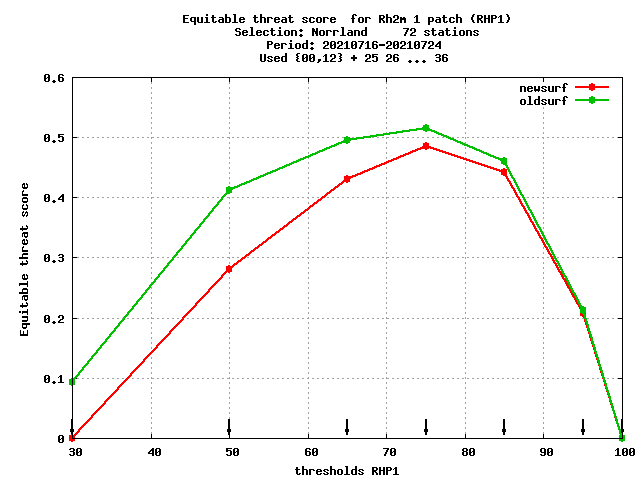 Equitable threat score  for Rh2m 1 patch (RHP1)
Selection: Norrland     72 stations
Period: 20210716-20210724
Used {00,12} + 25 26 ... 36
newsurf
oldsurf
Equitable threat score
0.6
0.5
0.4
0.3
0.2
0.1
0
30 40 50 60 70 80 90 100
thresholds RHP1